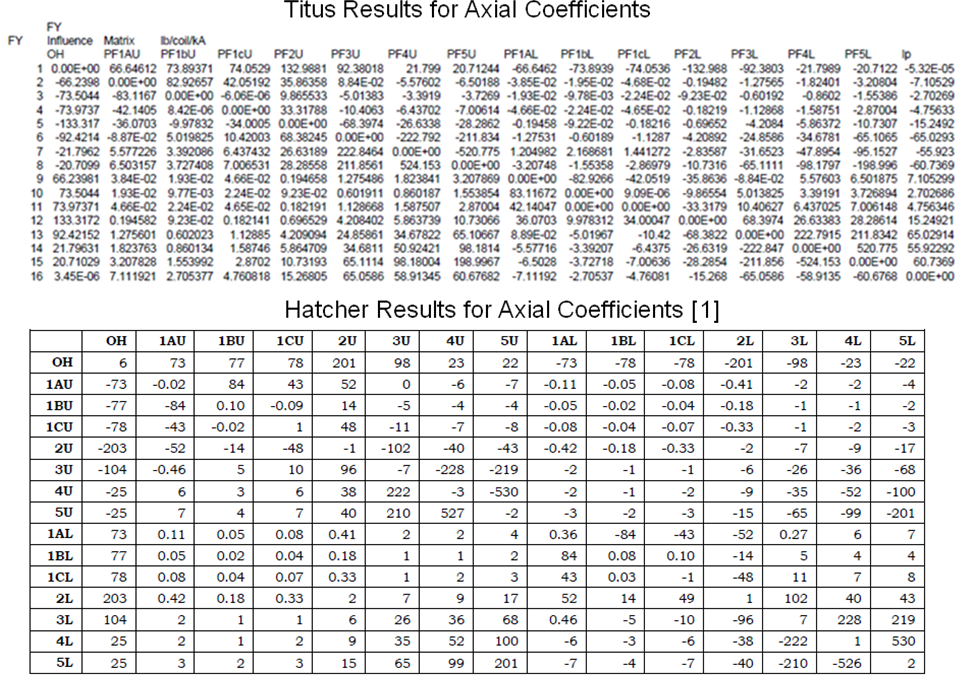 Titus Results for Axial Coefficients
FY
FY Influence Matrix lb/coil/kA
OH PF1AU PF1bU PF1cU PF2U PF3U PF4U PF5U PF1AL PF1bL PF1cL PF2L PF3L PF4L PF5L Ip
1 0.00E+00 66.64612 73.89371 74.0529 132.9881 92.38018 21.799 20.71244 -66.6462 -73.8939 -74.0536 -132.988 -92.3803 -21.7989 -20.7122 -5.32E-05
2 -66.2398 0.00E+00 82.92657 42.05192 35.86358 8.84E-02 -5.57602 -6.50188 -3.85E-02 -1.95E-02 -4.68E-02 -0.19482 -1.27565 -1.82401 -3.20804 -7.10529
3 -73.5044 -83.1167 0.00E+00 -6.06E-06 9.865533 -5.01383 -3.3919 -3.7269 -1.93E-02 -9.78E-03 -2.24E-02 -9.23E-02 -0.60192 -0.8602 -1.55386 -2.70269
4 -73.9737 -42.1405 8.42E-06 0.00E+00 33.31788 -10.4063 -6.43702 -7.00614 -4.66E-02 -2.24E-02 -4.65E-02 -0.18219 -1.12868 -1.58751 -2.87004 -4.75633
5 -133.317 -36.0703 -9.97832 -34.0005 0.00E+00 -68.3974 -26.6338 -28.2862 -0.19458 -9.22E-02 -0.18216 -0.69652 -4.2084 -5.86372 -10.7307 -15.2492
6 -92.4214 -8.87E-02 5.019825 10.42003 68.38245 0.00E+00 -222.792 -211.834 -1.27531 -0.60189 -1.1287 -4.20892 -24.8586 -34.6781 -65.1065 -65.0293
7 -21.7962 5.577226 3.392086 6.437432 26.63189 222.8464 0.00E+00 -520.775 1.204982 2.168681 1.441272 -2.83587 -31.6523 -47.8954 -95.1527 -55.923
8 -20.7099 6.503157 3.727408 7.006531 28.28558 211.8561 524.153 0.00E+00 -3.20748 -1.55358 -2.86979 -10.7316 -65.1111 -98.1797 -198.996 -60.7369
9 66.23981 3.84E-02 1.93E-02 4.66E-02 0.194658 1.275486 1.823841 3.207869 0.00E+00 -82.9266 -42.0519 -35.8636 -8.84E-02 5.57603 6.501875 7.105299
10 73.5044 1.93E-02 9.77E-03 2.24E-02 9.23E-02 0.601911 0.860187 1.553854 83.11672 0.00E+00 9.09E-06 -9.86554 5.013825 3.39191 3.726894 2.702686
11 73.97371 4.66E-02 2.24E-02 4.65E-02 0.182191 1.128668 1.587507 2.87004 42.14047 0.00E+00 0.00E+00 -33.3179 10.40627 6.437025 7.006148 4.756346
12 133.3172 0.194582 9.23E-02 0.182141 0.696529 4.208402 5.863739 10.73066 36.0703 9.978312 34.00047 0.00E+00 68.3974 26.63383 28.28614 15.24921
13 92.42152 1.275601 0.602023 1.12885 4.209094 24.85861 34.67822 65.10667 8.89E-02 -5.01967 -10.42 -68.3822 0.00E+00 222.7915 211.8342 65.02914
14 21.79631 1.823763 0.860134 1.58746 5.864709 34.6811 50.92421 98.1814 -5.57716 -3.39207 -6.4375 -26.6319 -222.847 0.00E+00 520.775 55.92292
15 20.71029 3.207828 1.553992 2.8702 10.73193 65.1114 98.18004 198.9967 -6.5028 -3.72718 -7.00636 -28.2854 -211.856 -524.153 0.00E+00 60.7369
16 3.45E-06 7.111921 2.705377 4.760818 15.26805 65.0586 58.91345 60.67682 -7.11192 -2.70537 -4.76081 -15.268 -65.0586 -58.9135 -60.6768 0.00E+00
Hatcher Results for Axial Coefficients [1]
OH 1AU 1BU 1CU 2U 3U 4U 5U 1AL 1BL 1CL 2L 3L 4L 5L
OH 6 73 77 78 201 98 23 22 -73 -78 -78 -201 -98 -23 -22
1AU -73 -0.02 84 43 52 0 -6 -7 -0.11 -0.05 -0.08 -0.41 -2 -2 -4
1BU -77 -84 0.10 -0.09 14 -5 -4 -4 -0.05 -0.02 -0.04 -0.18 -1 -1 -2
1CU -78 -43 -0.02 1 48 -11 -7 -8 -0.08 -0.04 -0.07 -0.33 -1 -2 -3
2U -203 -52 -14 -48 -1 -102 -40 -43 -0.42 -0.18 -0.33 -2 -7 -9 -17
3U -104 -0.46 5 10 96 -7 -228 -219 -2 -1 -1 -6 -26 -36 -68
4U -25 6 3 6 38 222 -3 -530 -2 -1 -2 -9 -35 -52 -100
5U -25 7 4 7 40 210 527 -2 -3 -2 -3 -15 -65 -99 -201
1AL 73 0.11 0.05 0.08 0.41 2 2 4 0.36 -84 -43 -52 0.27 6 7
1BL 77 0.05 0.02 0.04 0.18 1 1 2 84 0.08 0.10 -14 5 4 4
1CL 78 0.08 0.04 0.07 0.33 1 2 3 43 0.03 -1 -48 11 7 8
2L 203 0.42 0.18 0.33 2 7 9 17 52 14 49 1 102 40 43
3L 104 2 1 1 6 26 36 68 0.46 -5 -10 -96 7 228 219
4L 25 2 1 2 9 35 52 100 -6 -3 -6 -38 -222 1 530
5L 25 3 2 3 15 65 99 201 -7 -4 -7 -40 -210 -526 2